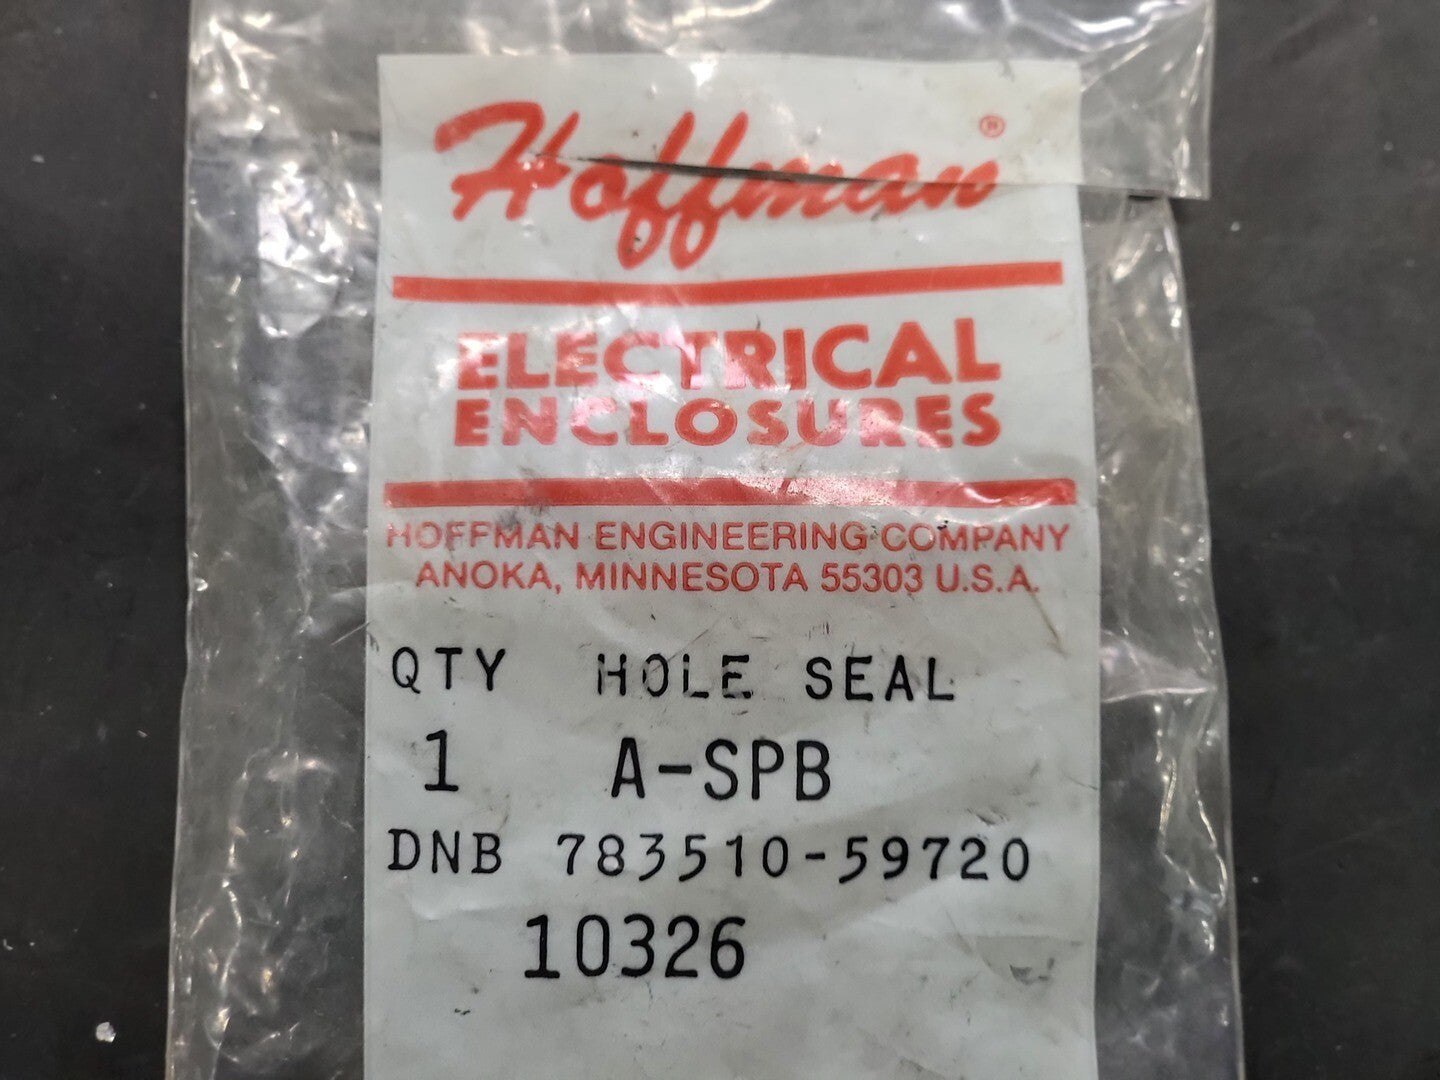 Hoffman®
ELECTRICAL
ENCLOSURES
HOFFMAN ENGINEERING COMPANY
ANOKA, MINNESOTA 55303 U.S.A.
QTY HOLE SEAL
1 A-SPB
DNB 783510-59720
10326